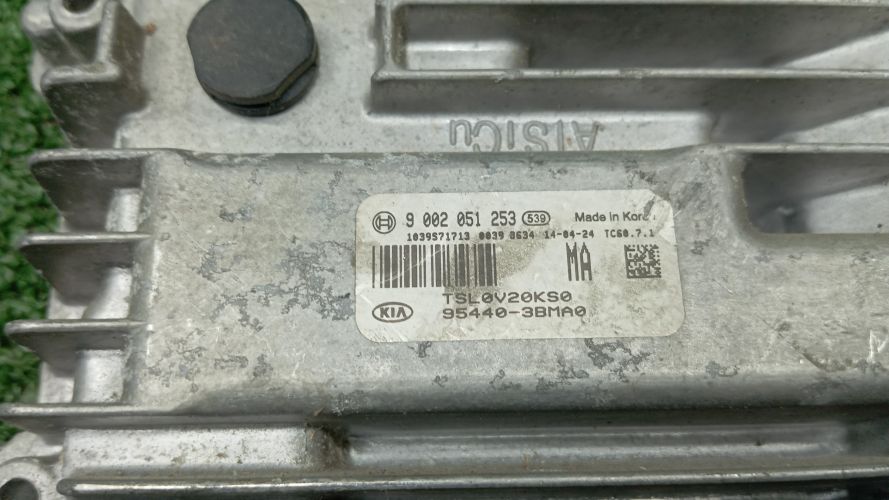 AlSiCu
9 002 051 253 539 Made in Korea
1039S71713 0039 8634 14-04-24 TC60.7.1
MA
TSL0V20KS0
KIA 95440-3BMA0